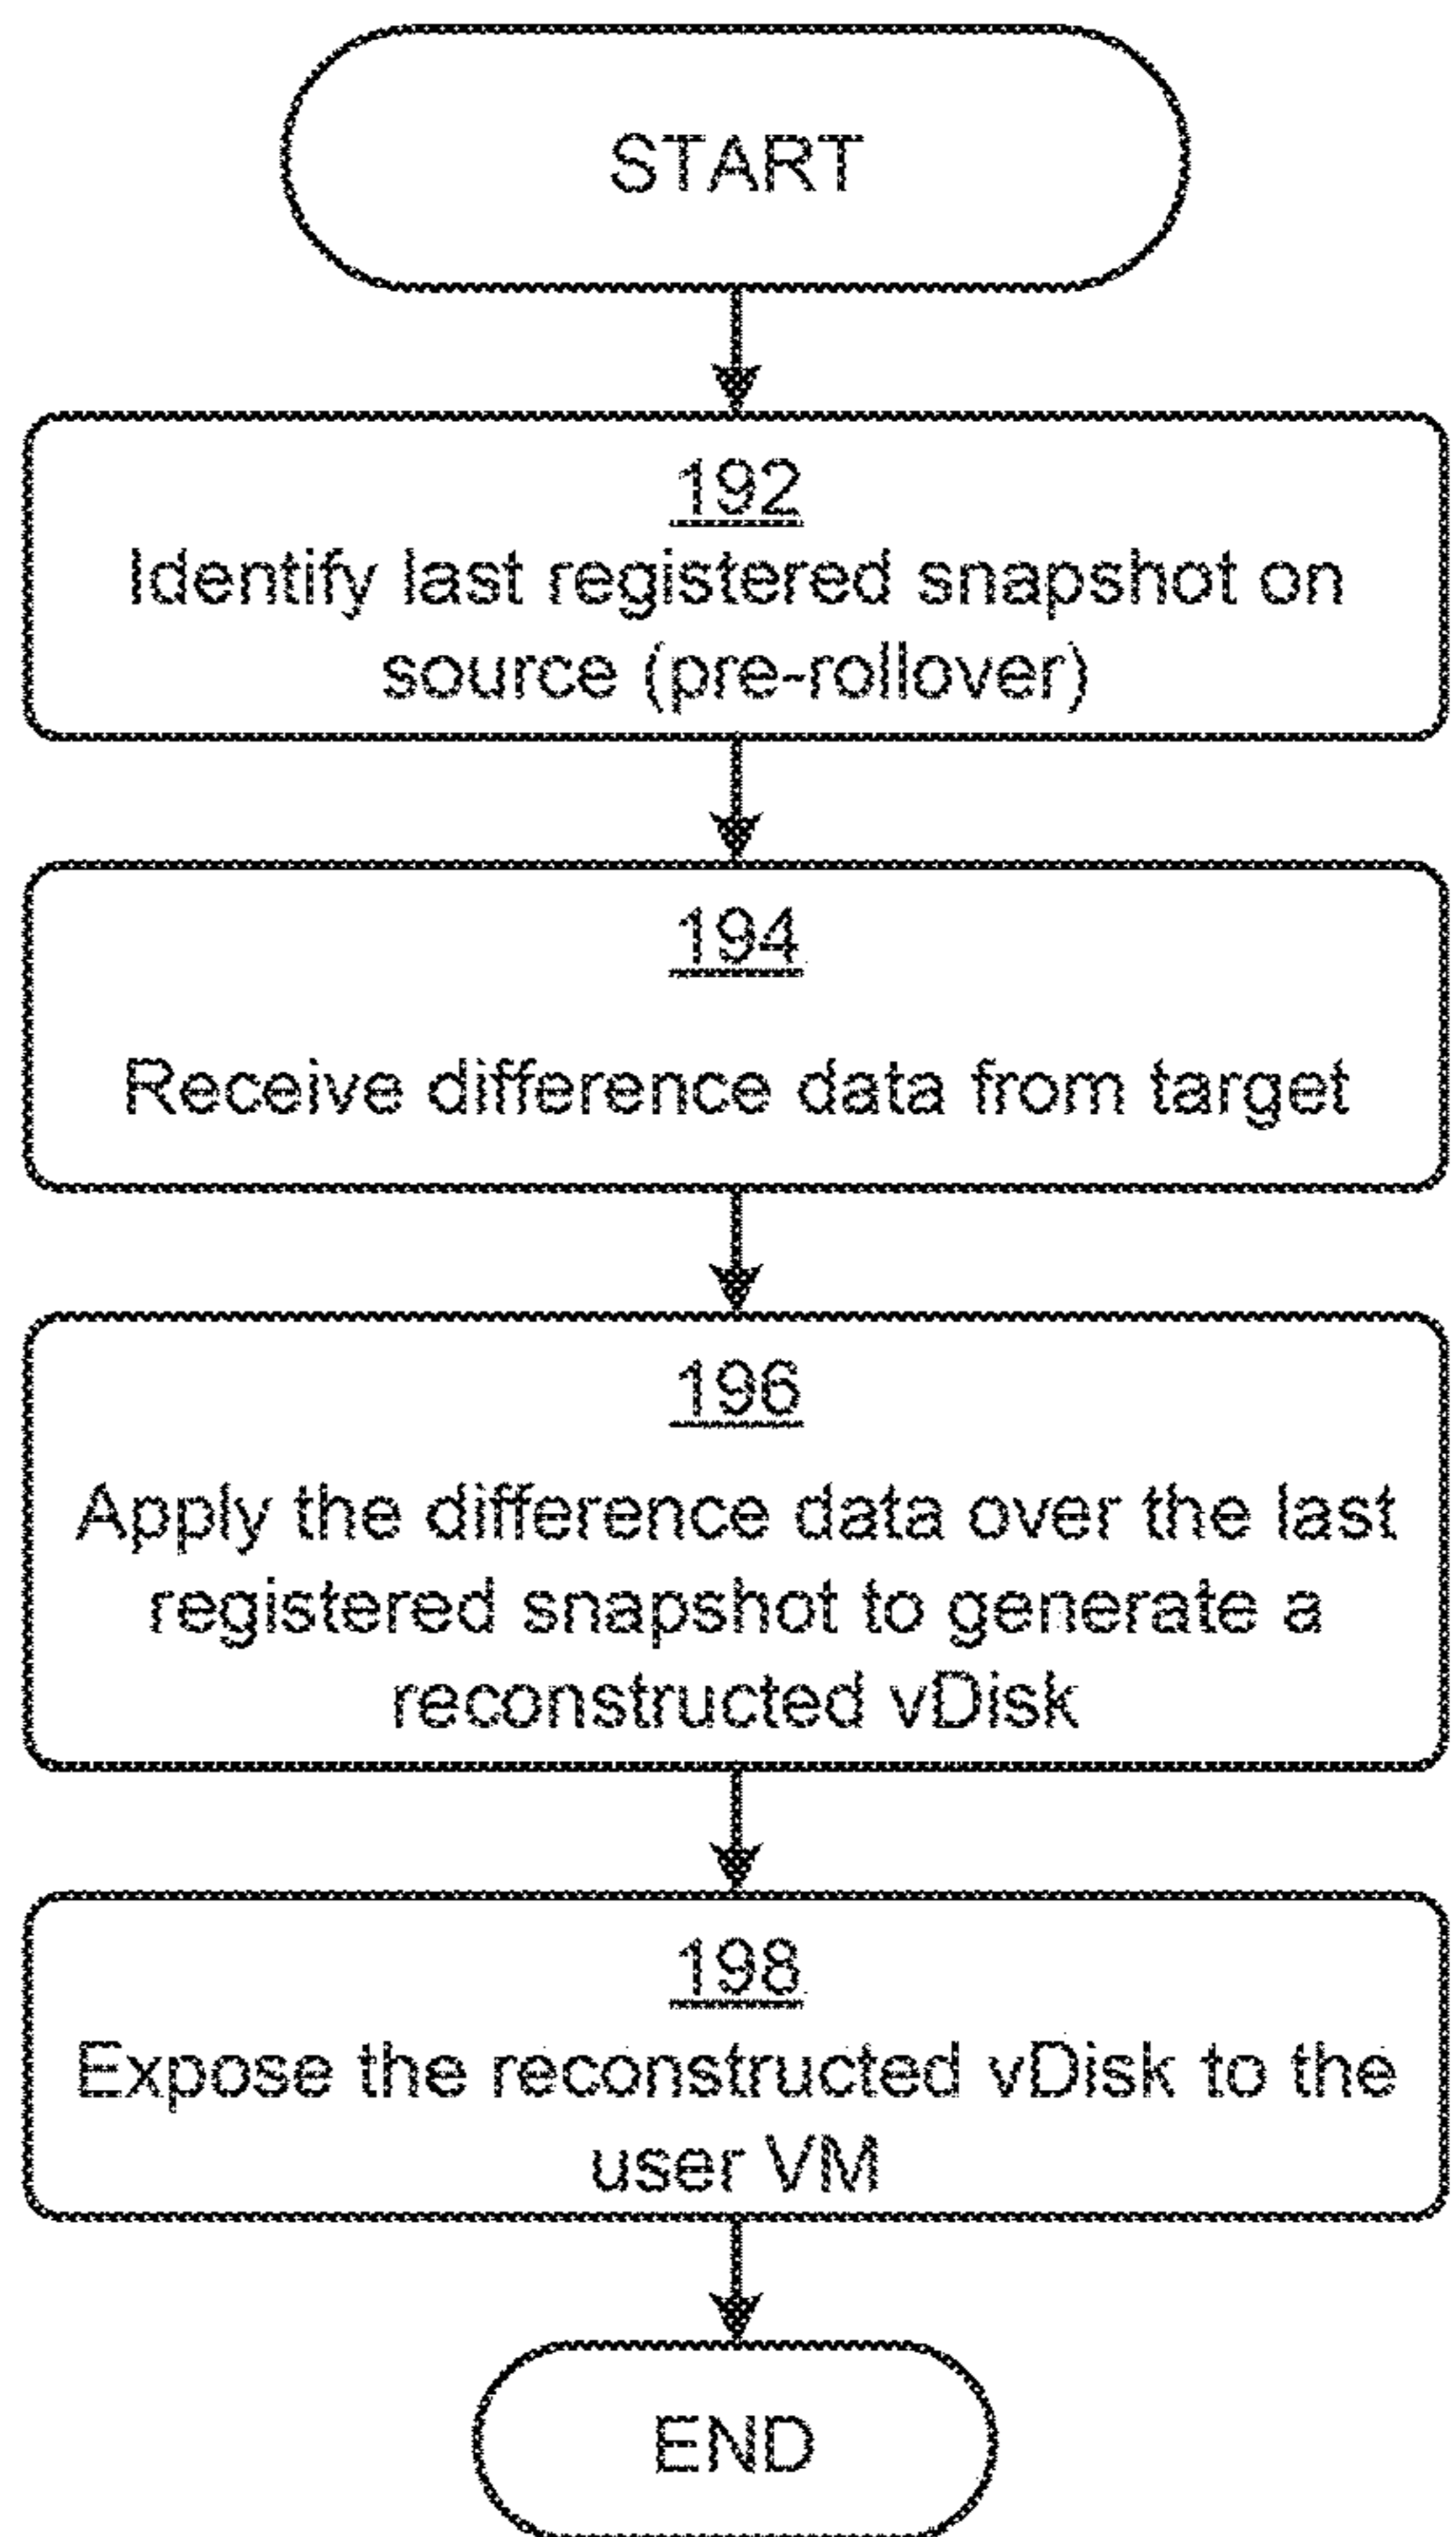 START
192
Identify last registered snapshot on
source (pre-rollover)
194
Receive difference data from target
196
Apply the difference data over the last
registered snapshot to generate a
reconstructed vDisk
198
Expose the reconstructed vDisk to the
user VM
END